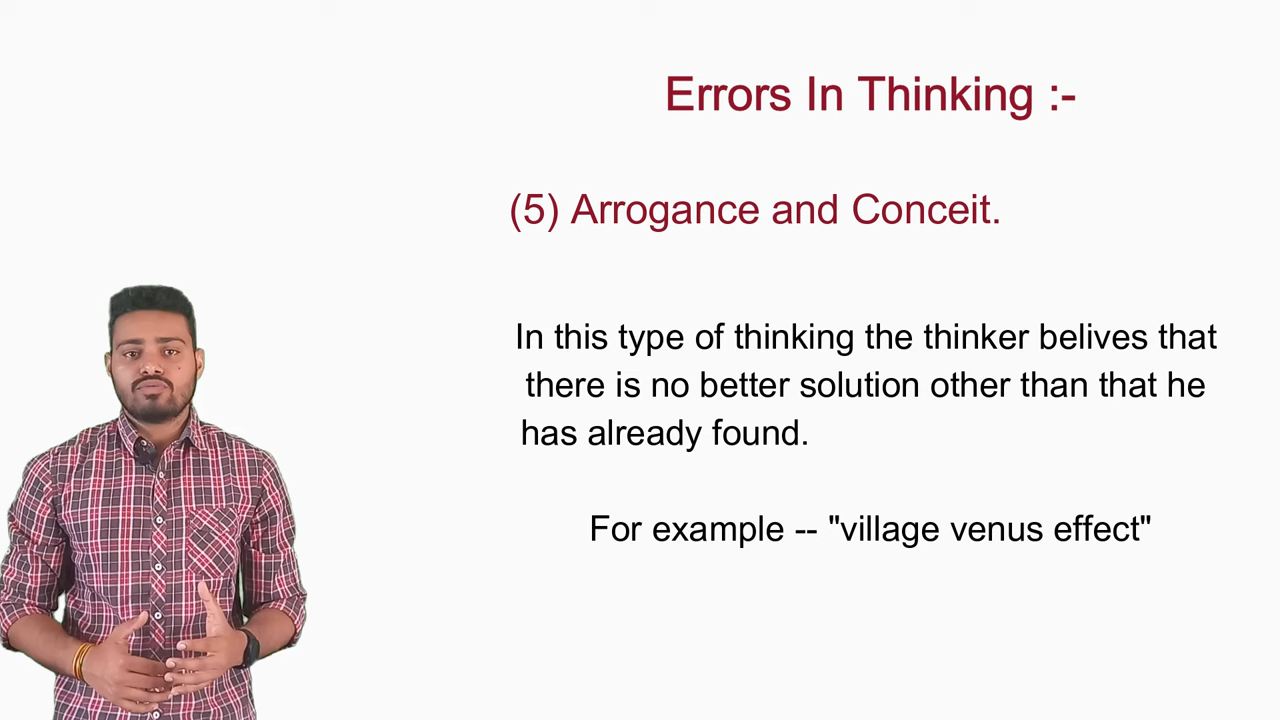 Errors In Thinking :-
(5) Arrogance and Conceit.
In this type of thinking the thinker belives that
there is no better solution other than that he
has already found.
For example -- "village venus effect"